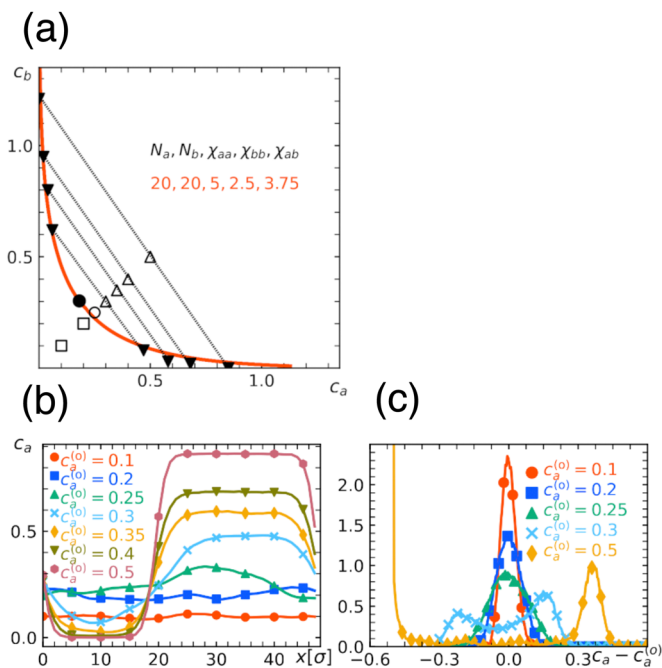 (a)
c_b
1.0
0.5
N_a, N_b, χ_aa, χ_bb, χ_ab
20, 20, 5, 2.5, 3.75
0.5
1.0
c_a
(b)
c_a
0.5
0.0
c_a^(o) = 0.1
c_a^(o) = 0.2
c_a^(o) = 0.25
c_a^(o) = 0.3
c_a^(o) = 0.35
c_a^(o) = 0.4
c_a^(o) = 0.5
0 10 20 30 40 x[σ]
(c)
2.0
1.5
1.0
0.5
0.0
c_a^(o) = 0.1
c_a^(o) = 0.2
c_a^(o) = 0.25
c_a^(o) = 0.3
c_a^(o) = 0.5
−0.6 −0.3 0.0 0.3 c_a − c_a^(o)